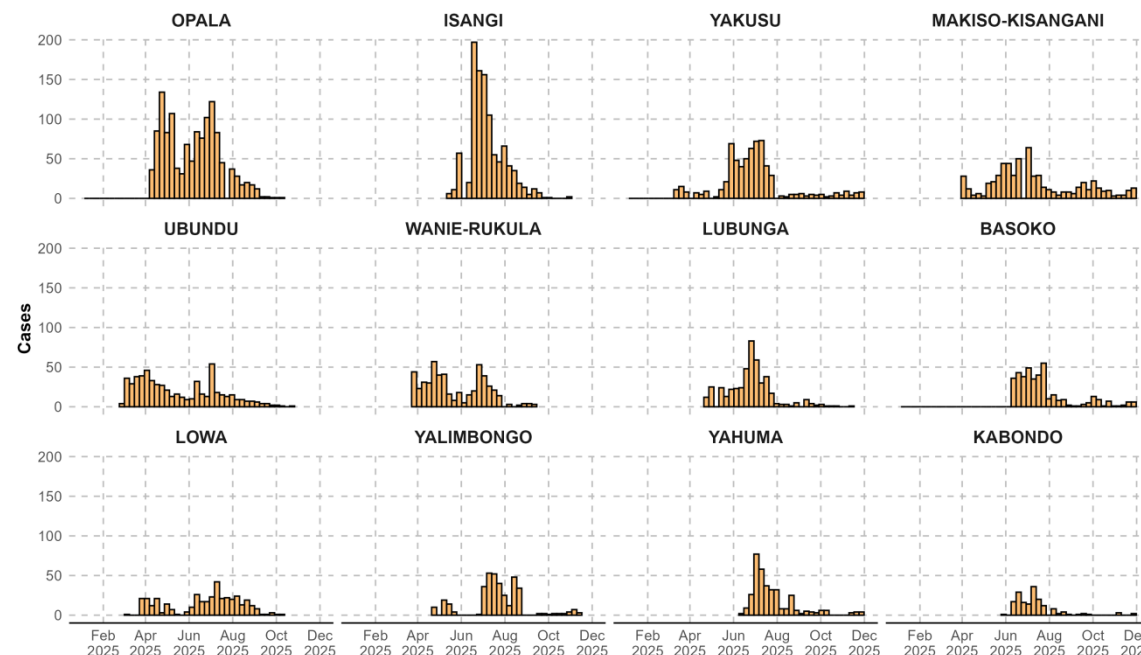 OPALA ISANGI YAKUSU MAKISO-KISANGANI
200
150
100
50
0
UBUNDU WANIE-RUKULA LUBUNGA BASOKO
200
150
100
50
0
Cases
LOWA YALIMBONGO YAHUMA KABONDO
200
150
100
50
0
Feb Apr Jun Aug Oct Dec Feb Apr Jun Aug Oct Dec Feb Apr Jun Aug Oct Dec Feb Apr Jun Aug Oct De
2025 2025 2025 2025 2025 2025 2025 2025 2025 2025 2025 2025 2025 2025 2025 2025 2025 2025 2025 2025 2025 2025 2025 202